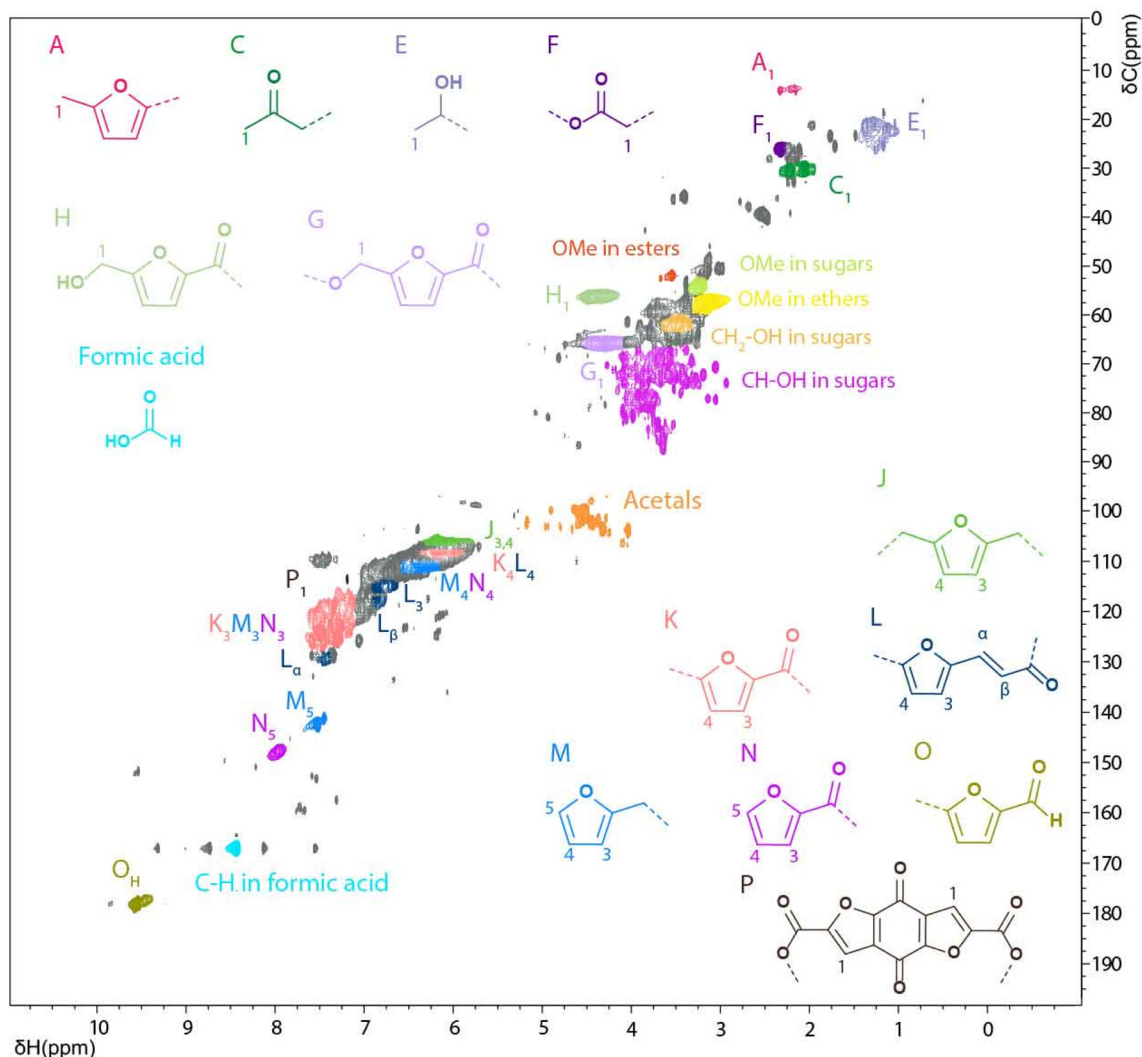 A
C
E
F
A₁
O
O
OH
O
1
1
1
O
1
F₁
E₁
C₁
H
G
1
O
O
HO
1
O
O
O
OMe in esters
OMe in sugars
H₁
OMe in ethers
CH₂-OH in sugars
G₁
CH-OH in sugars
Formic acid
O
HO
H
Acetals
J
O
4
3
J₃,₄
K₄L₄
P₁
M₄N₄
L₃
K₃M₃N₃
Lβ
Lα
K
O
O
4
3
L
α
O
β
O
4
3
M₅
N₅
M
O
5
4
3
N
O
O
5
4
3
O
O
O
H
O_H
C-H in formic acid
P
O
O
O
1
O
O
1
O
O
O
0
10
20
30
40
50
60
70
80
90
100
110
120
130
140
150
160
170
180
190
δC(ppm)
10
9
8
7
6
5
4
3
2
1
0
δH(ppm)